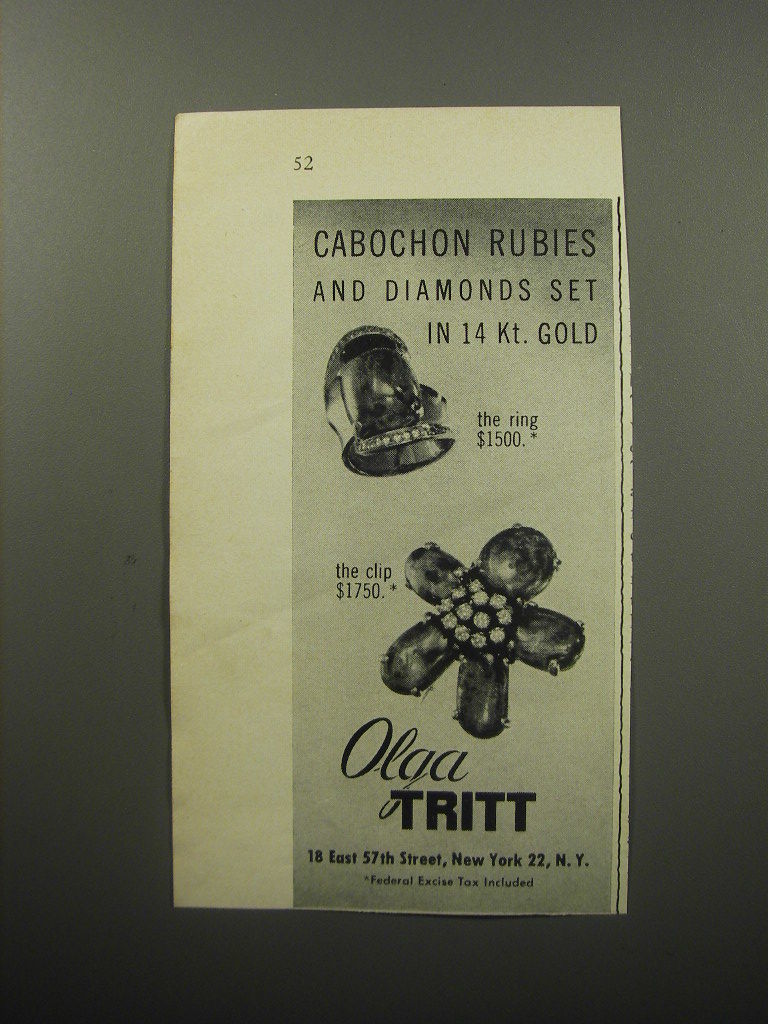 52
CABOCHON RUBIES
AND DIAMONDS SET
IN 14 Kt. GOLD
the ring
$1500.*
the clip
$1750.*
Olga
TRITT
18 East 57th Street, New York 22, N. Y.
*Federal Excise Tax Included